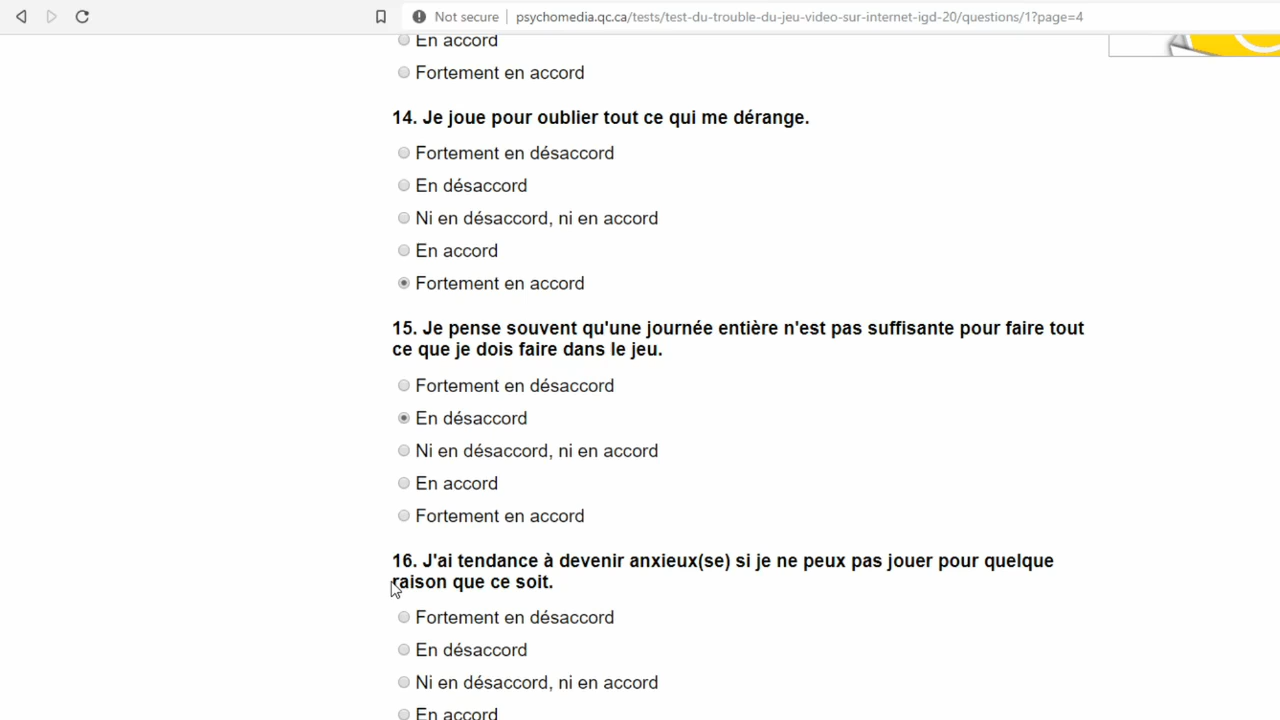 Not secure
psychomedia.qc.ca/tests/test-du-trouble-du-jeu-video-sur-internet-igd-20/questions/1?page=4
En accord
Fortement en accord
14. Je joue pour oublier tout ce qui me dérange.
Fortement en désaccord
En désaccord
Ni en désaccord, ni en accord
En accord
Fortement en accord
15. Je pense souvent qu'une journée entière n'est pas suffisante pour faire tout
ce que je dois faire dans le jeu.
Fortement en désaccord
En désaccord
Ni en désaccord, ni en accord
En accord
Fortement en accord
16. J'ai tendance à devenir anxieux(se) si je ne peux pas jouer pour quelque
raison que ce soit.
Fortement en désaccord
En désaccord
Ni en désaccord, ni en accord
En accord